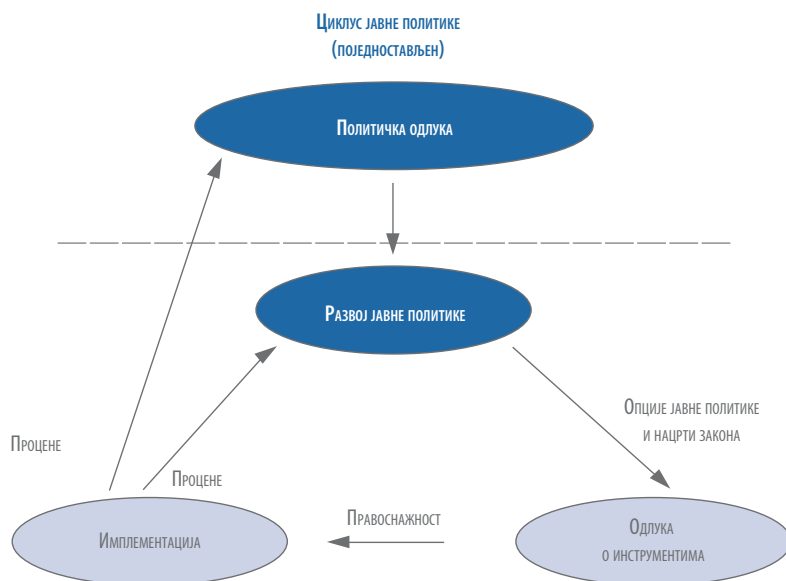 Циклус јавне политике
(поједностављен)
Политичка одлука
Развој јавне политике
Опције јавне политике
и нацрти закона
Процене
Процене
Правоснажност
Имплементација
Одлука
о инструментима